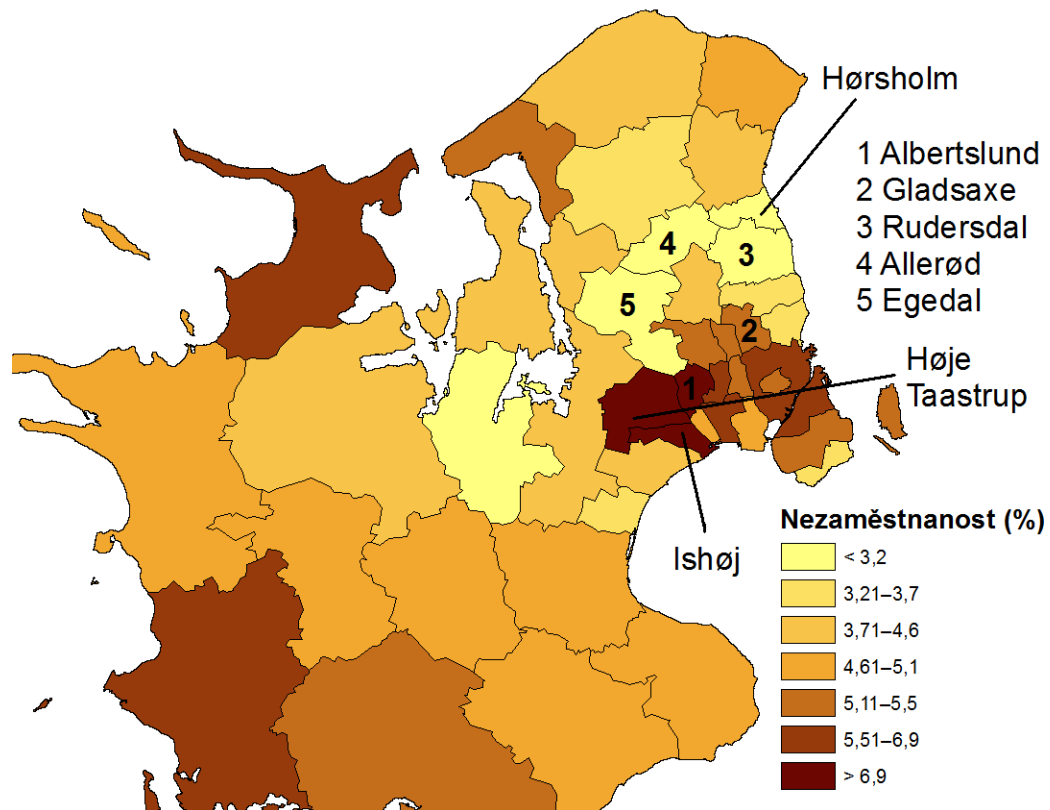 Hørsholm
1 Albertslund
2 Gladsaxe
3 Rudersdal
4 Allerød
5 Egedal
4
3
5
2
Høje
Taastrup
1
Ishøj
Nezaměstnanost (%)
< 3,2
3,21–3,7
3,71–4,6
4,61–5,1
5,11–5,5
5,51–6,9
> 6,9